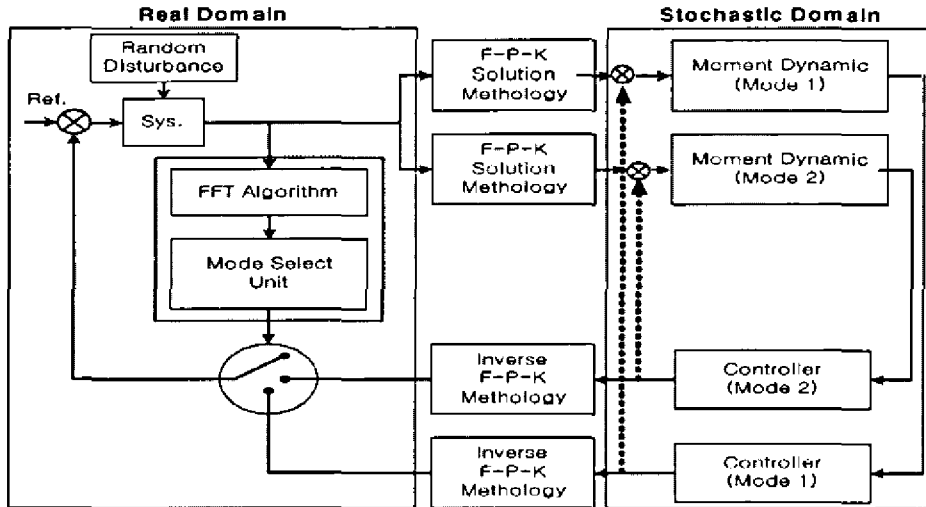 Real Domain
Stochastic Domain
Random
Disturbance
Ref.
Sys.
FFT Algorithm
Mode Select
Unit
F-P-K
Solution
Methology
F-P-K
Solution
Methology
Moment Dynamic
(Mode 1)
Moment Dynamic
(Mode 2)
Inverse
F-P-K
Methology
Controller
(Mode 2)
Inverse
F-P-K
Methology
Controller
(Mode 1)